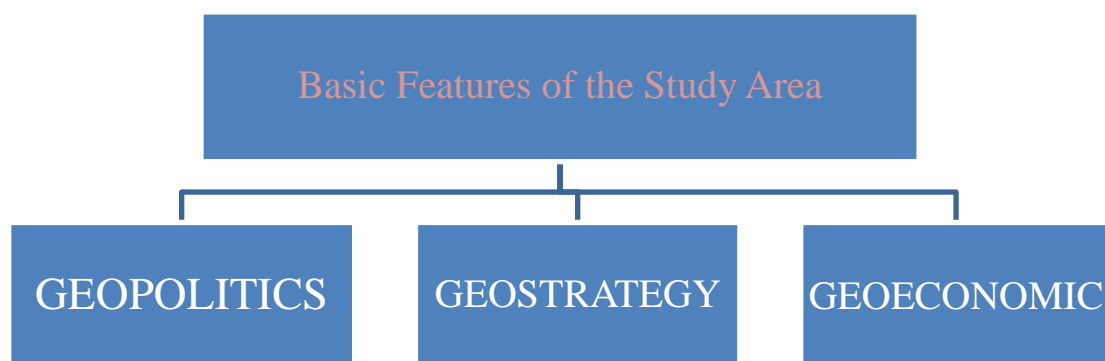 Basic Features of the Study Area
GEOPOLITICS
GEOSTRATEGY
GEOECONOMIC